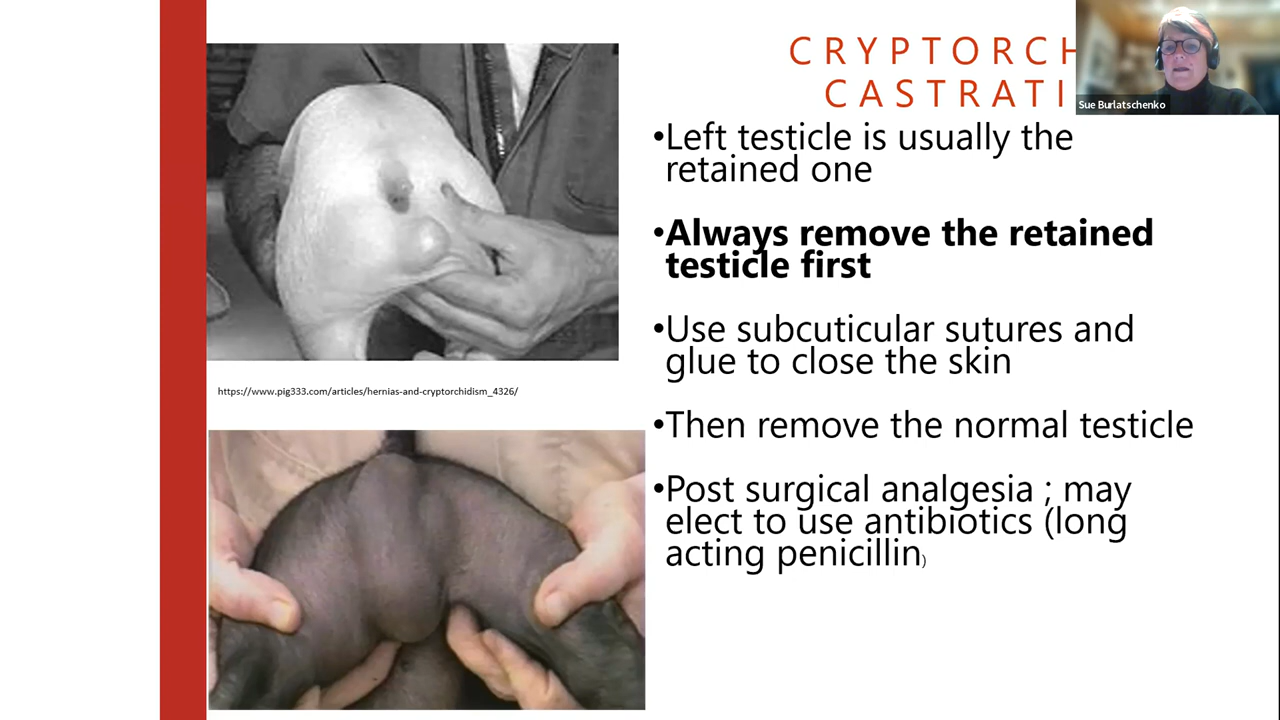 CRYPTORCH
CASTRATI
Sue Burlatschenko
•Left testicle is usually the
retained one
•Always remove the retained
testicle first
https://www.pig333.com/articles/hernias-and-cryptorchidism_4326/
•Use subcuticular sutures and
glue to close the skin
•Then remove the normal testicle
•Post surgical analgesia ; may
elect to use antibiotics (long
acting penicillin)